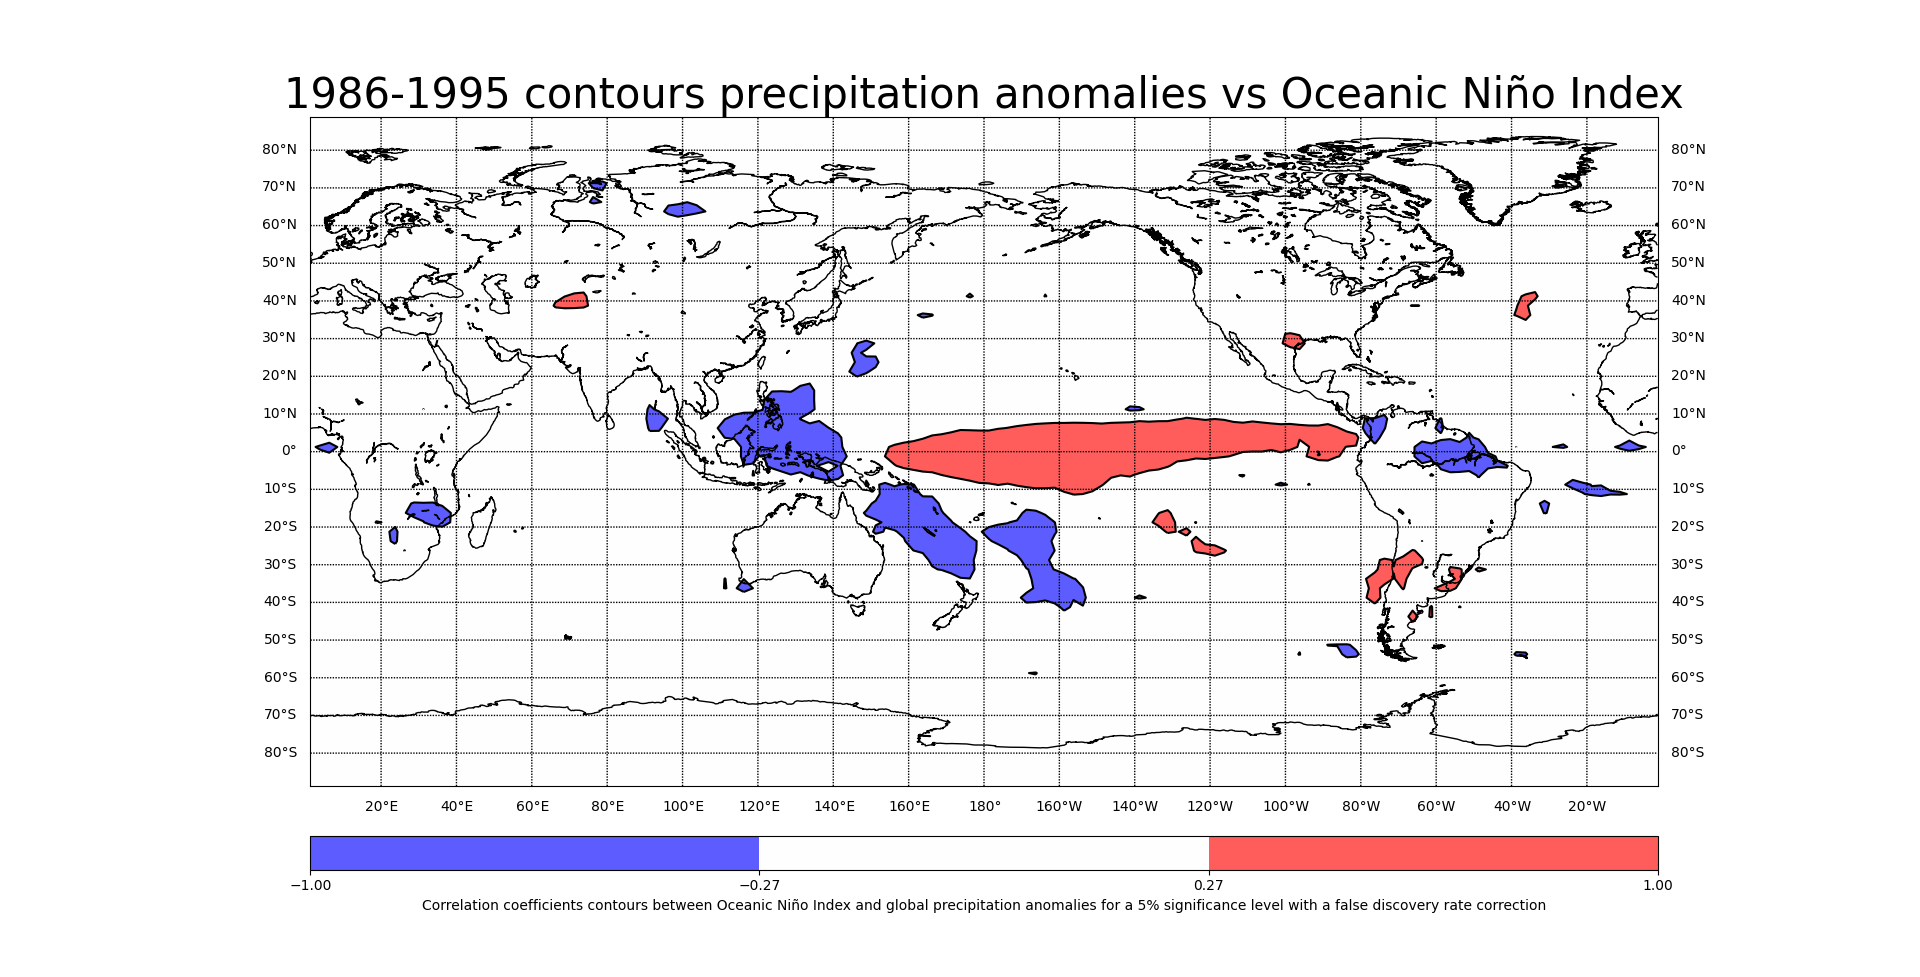 1986-1995 contours precipitation anomalies vs Oceanic Niño Index
80°N 80°N
70°N 70°N
60°N 60°N
50°N 50°N
40°N 40°N
30°N 30°N
20°N 20°N
10°N 10°N
0° 0°
10°S 10°S
20°S 20°S
30°S 30°S
40°S 40°S
50°S 50°S
60°S 60°S
70°S 70°S
80°S 80°S
20°E 40°E 60°E 80°E 100°E 120°E 140°E 160°E 180° 160°W 140°W 120°W 100°W 80°W 60°W 40°W 20°W
−1.00 −0.27 0.27 1.00
Correlation coefficients contours between Oceanic Niño Index and global precipitation anomalies for a 5% significance level with a false discovery rate correction